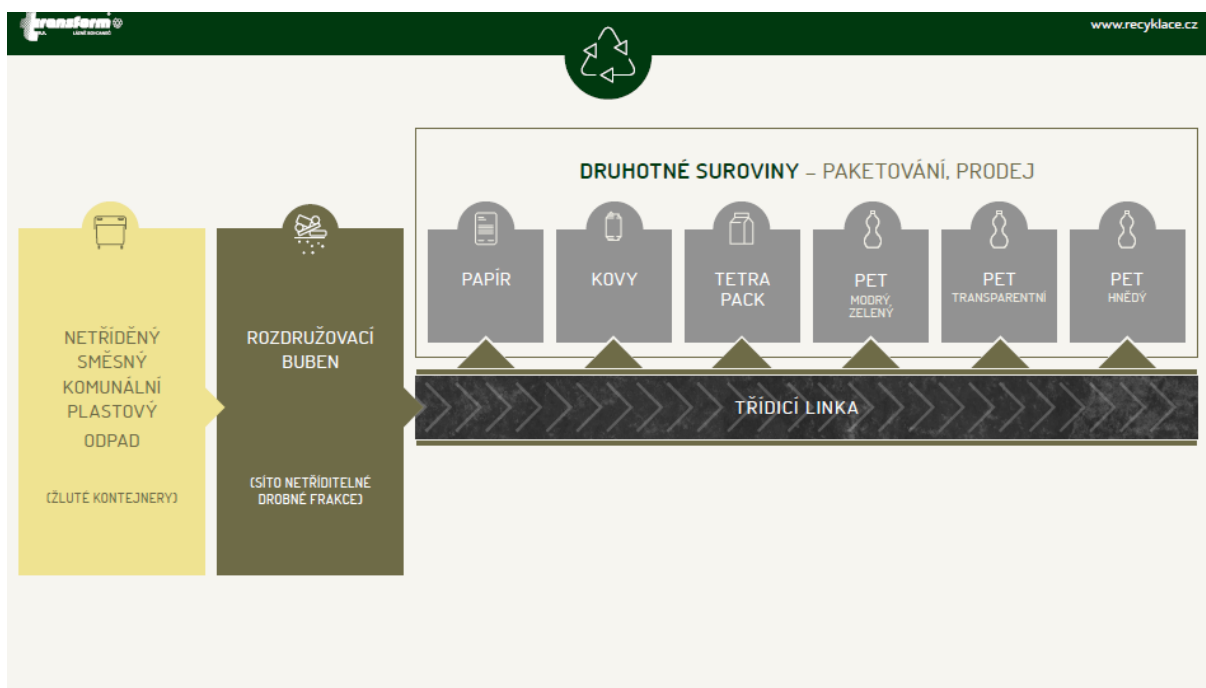 transform
www.recyklace.cz
DRUHOTNÉ SUROVINY – PAKETOVÁNÍ, PRODEJ
PAPÍR
KOVY
TETRA
PACK
PET
MODRÝ,
ZELENÝ
PET
TRANSPARENTNÍ
PET
HNĚDÝ
NETŘÍDĚNÝ
SMĚSNÝ
KOMUNÁLNÍ
PLASTOVÝ
ODPAD
(ŽLUTÉ KONTEJNERY)
ROZDRUŽOVACÍ
BUBEN
(SÍTO NETŘÍDITELNÉ
DROBNÉ FRAKCE)
TŘÍDICÍ LINKA